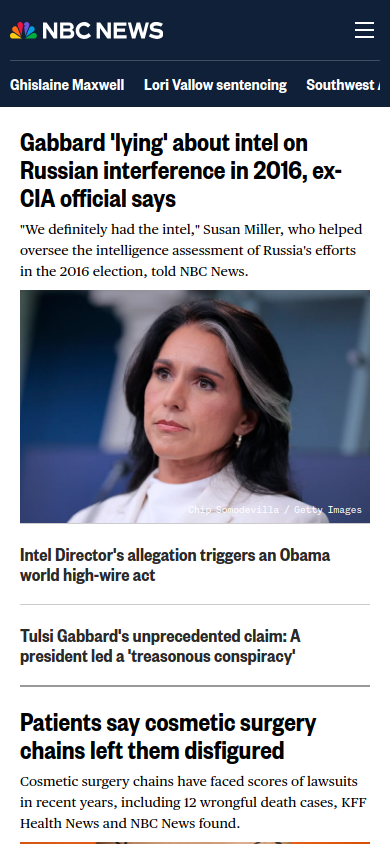 NBC NEWS
Ghislaine Maxwell Lori Vallow sentencing Southwest
Gabbard 'lying' about intel on
Russian interference in 2016, ex-
CIA official says
"We definitely had the intel," Susan Miller, who helped
oversee the intelligence assessment of Russia's efforts
in the 2016 election, told NBC News.
Chip Somodevilla / Getty Images
Intel Director's allegation triggers an Obama
world high-wire act
Tulsi Gabbard's unprecedented claim: A
president led a 'treasonous conspiracy'
Patients say cosmetic surgery
chains left them disfigured
Cosmetic surgery chains have faced scores of lawsuits
in recent years, including 12 wrongful death cases, KFF
Health News and NBC News found.